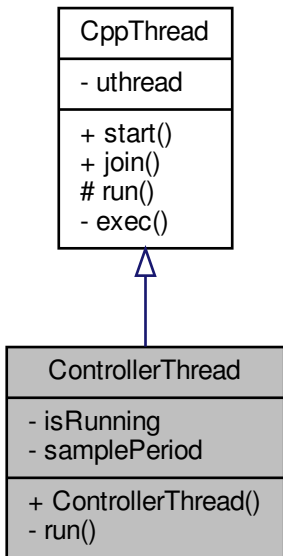 CppThread
- uthread
+ start()
+ join()
# run()
- exec()
ControllerThread
- isRunning
- samplePeriod
+ ControllerThread()
- run()